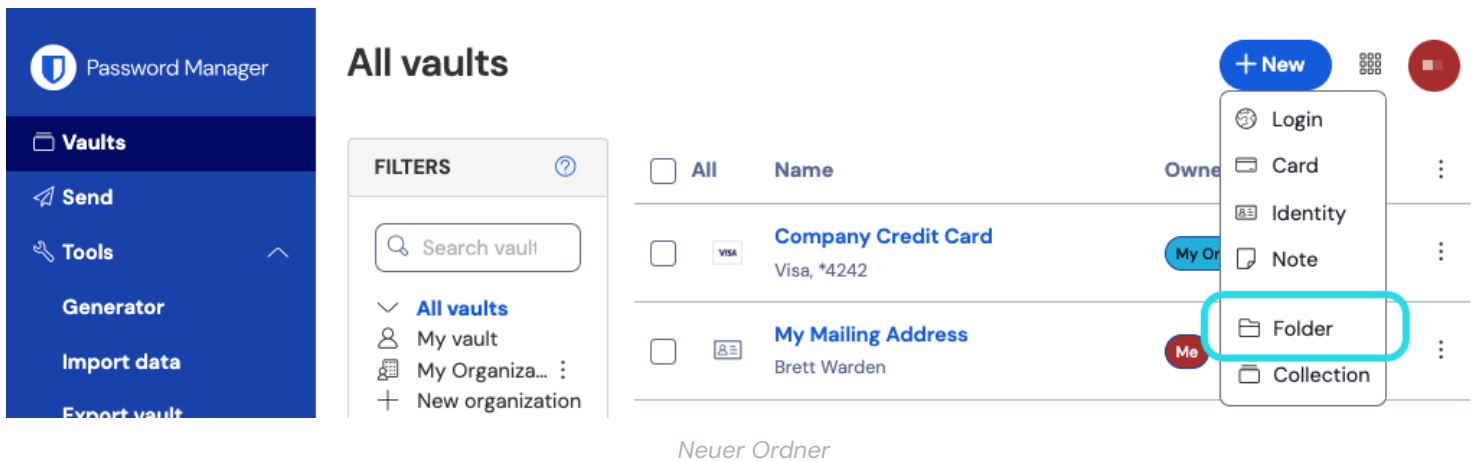 Password Manager
Vaults
Send
Tools
Generator
Import data
Export vault
All vaults
New
FILTERS
Search vault
All vaults
My vault
My Organiza...
New organization
All Name Owne
VISA
Company Credit Card
Visa, *4242
My Or
My Mailing Address
Brett Warden
Me
Login
Card
Identity
Note
Folder
Collection
Neuer Ordner